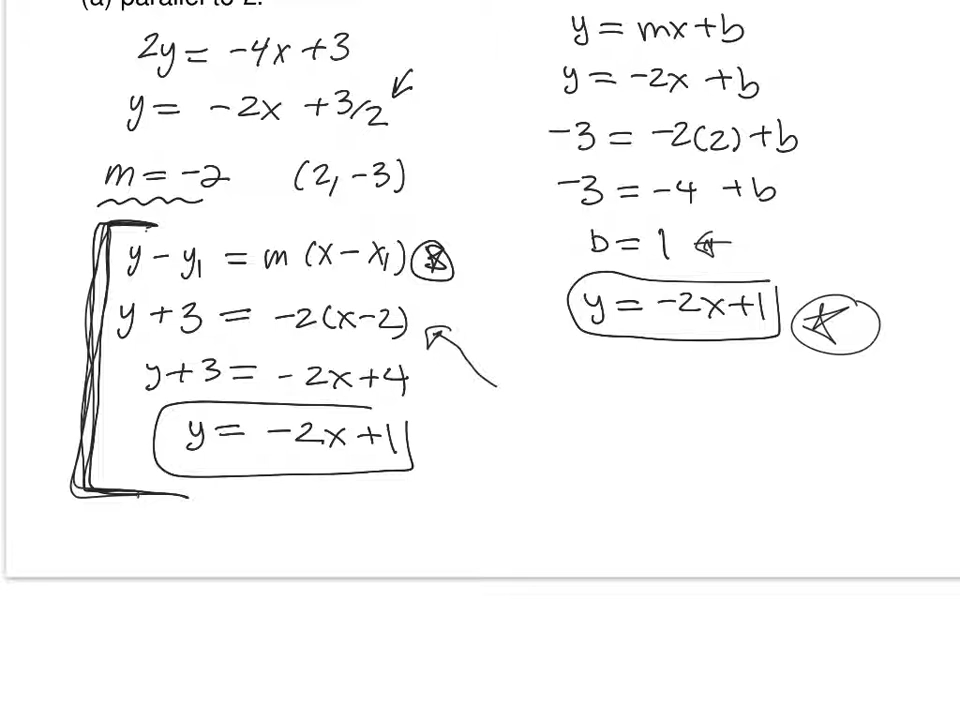 (a) parallel to L.
2y = -4x + 3
y = -2x + 3/2
m = -2 (2, -3)
y - y₁ = m (x - x₁)
y + 3 = -2(x-2)
y + 3 = -2x + 4
y = -2x + 1
y = mx + b
y = -2x + b
-3 = -2(2) + b
-3 = -4 + b
b = 1
y = -2x + 1